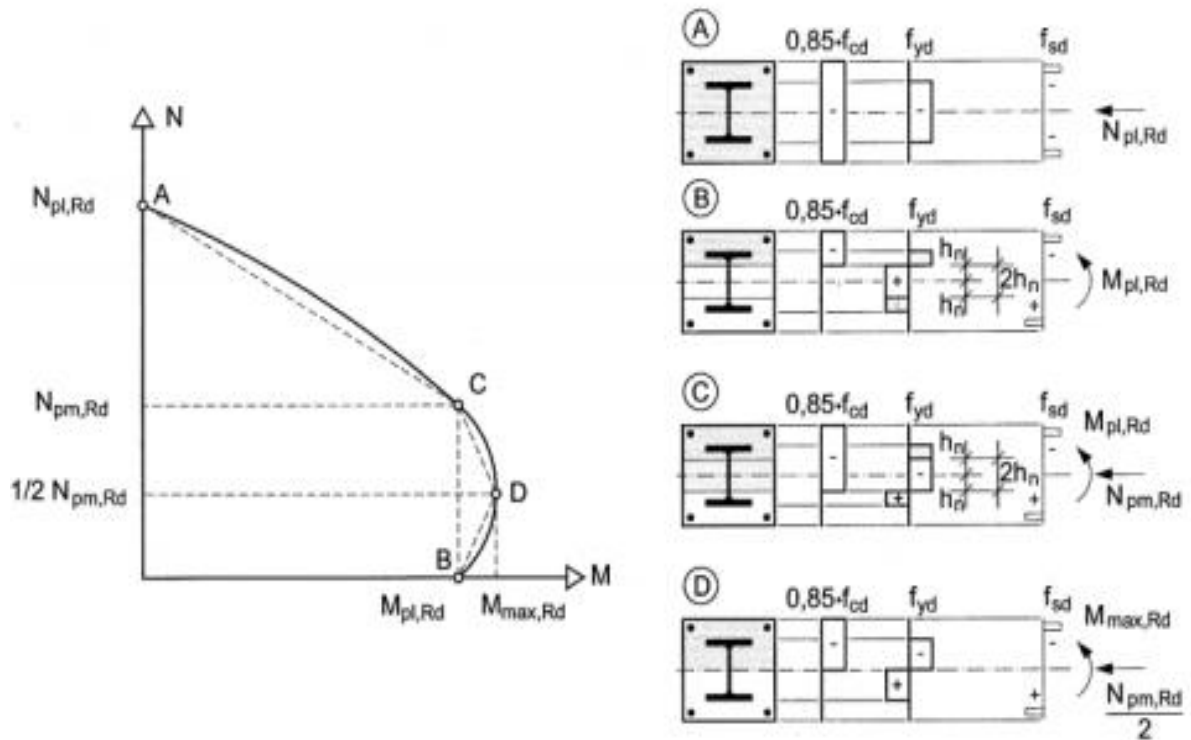 N
A
N_pl,Rd
C
N_pm,Rd
D
1/2 N_pm,Rd
B
M
M_pl,Rd M_max,Rd
A
0,85·f_cd f_yd f_sd
-
-
-
-
N_pl,Rd
B
0,85·f_cd f_yd f_sd
-
h_n
-
+
2h_n
M_pl,Rd
h_n
+
C
0,85·f_cd f_yd f_sd
M_pl,Rd
h_n
-
-
-
2h_n
h_n
+
+
N_pm,Rd
D
0,85·f_cd f_yd f_sd
M_max,Rd
-
-
-
+
+
N_pm,Rd
2